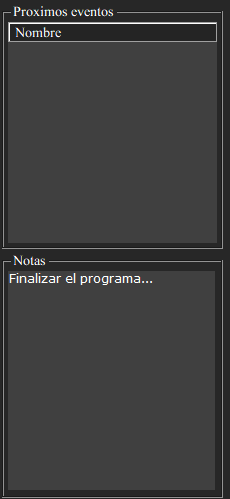 Proximos eventos
Nombre
Notas
Finalizar el programa...